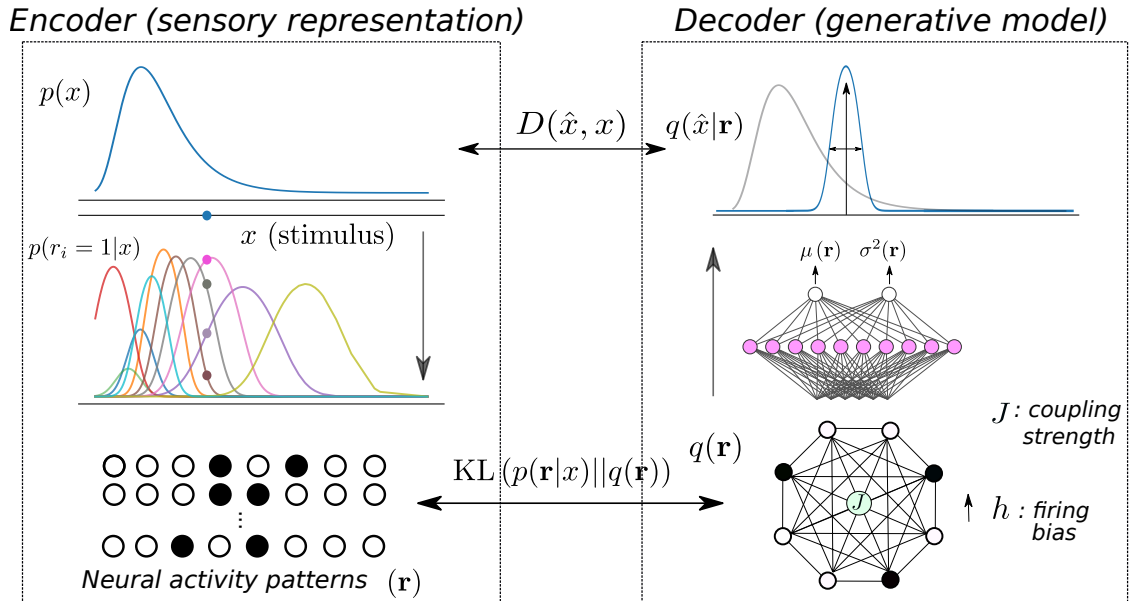 Encoder (sensory representation)
Decoder (generative model)
p(x)
D(x̂, x)
q(x̂|r)
x (stimulus)
p(r_i = 1|x)
μ(r)
σ²(r)
J : coupling
strength
KL (p(r|x)||q(r))
q(r)
J
h : firing
bias
Neural activity patterns (r)